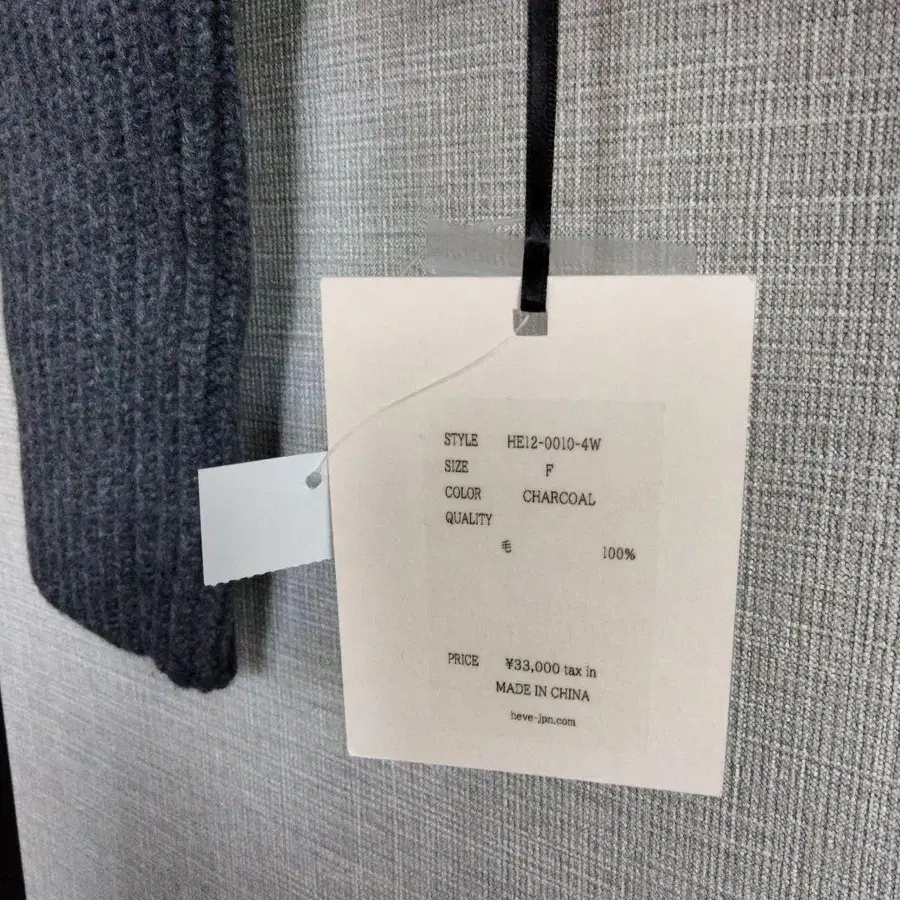 STYLE HE12-0010-4W
SIZE F
COLOR CHARCOAL
QUALITY
毛 100%
PRICE ¥33,000 tax in
MADE IN CHINA
heve-jpn.com